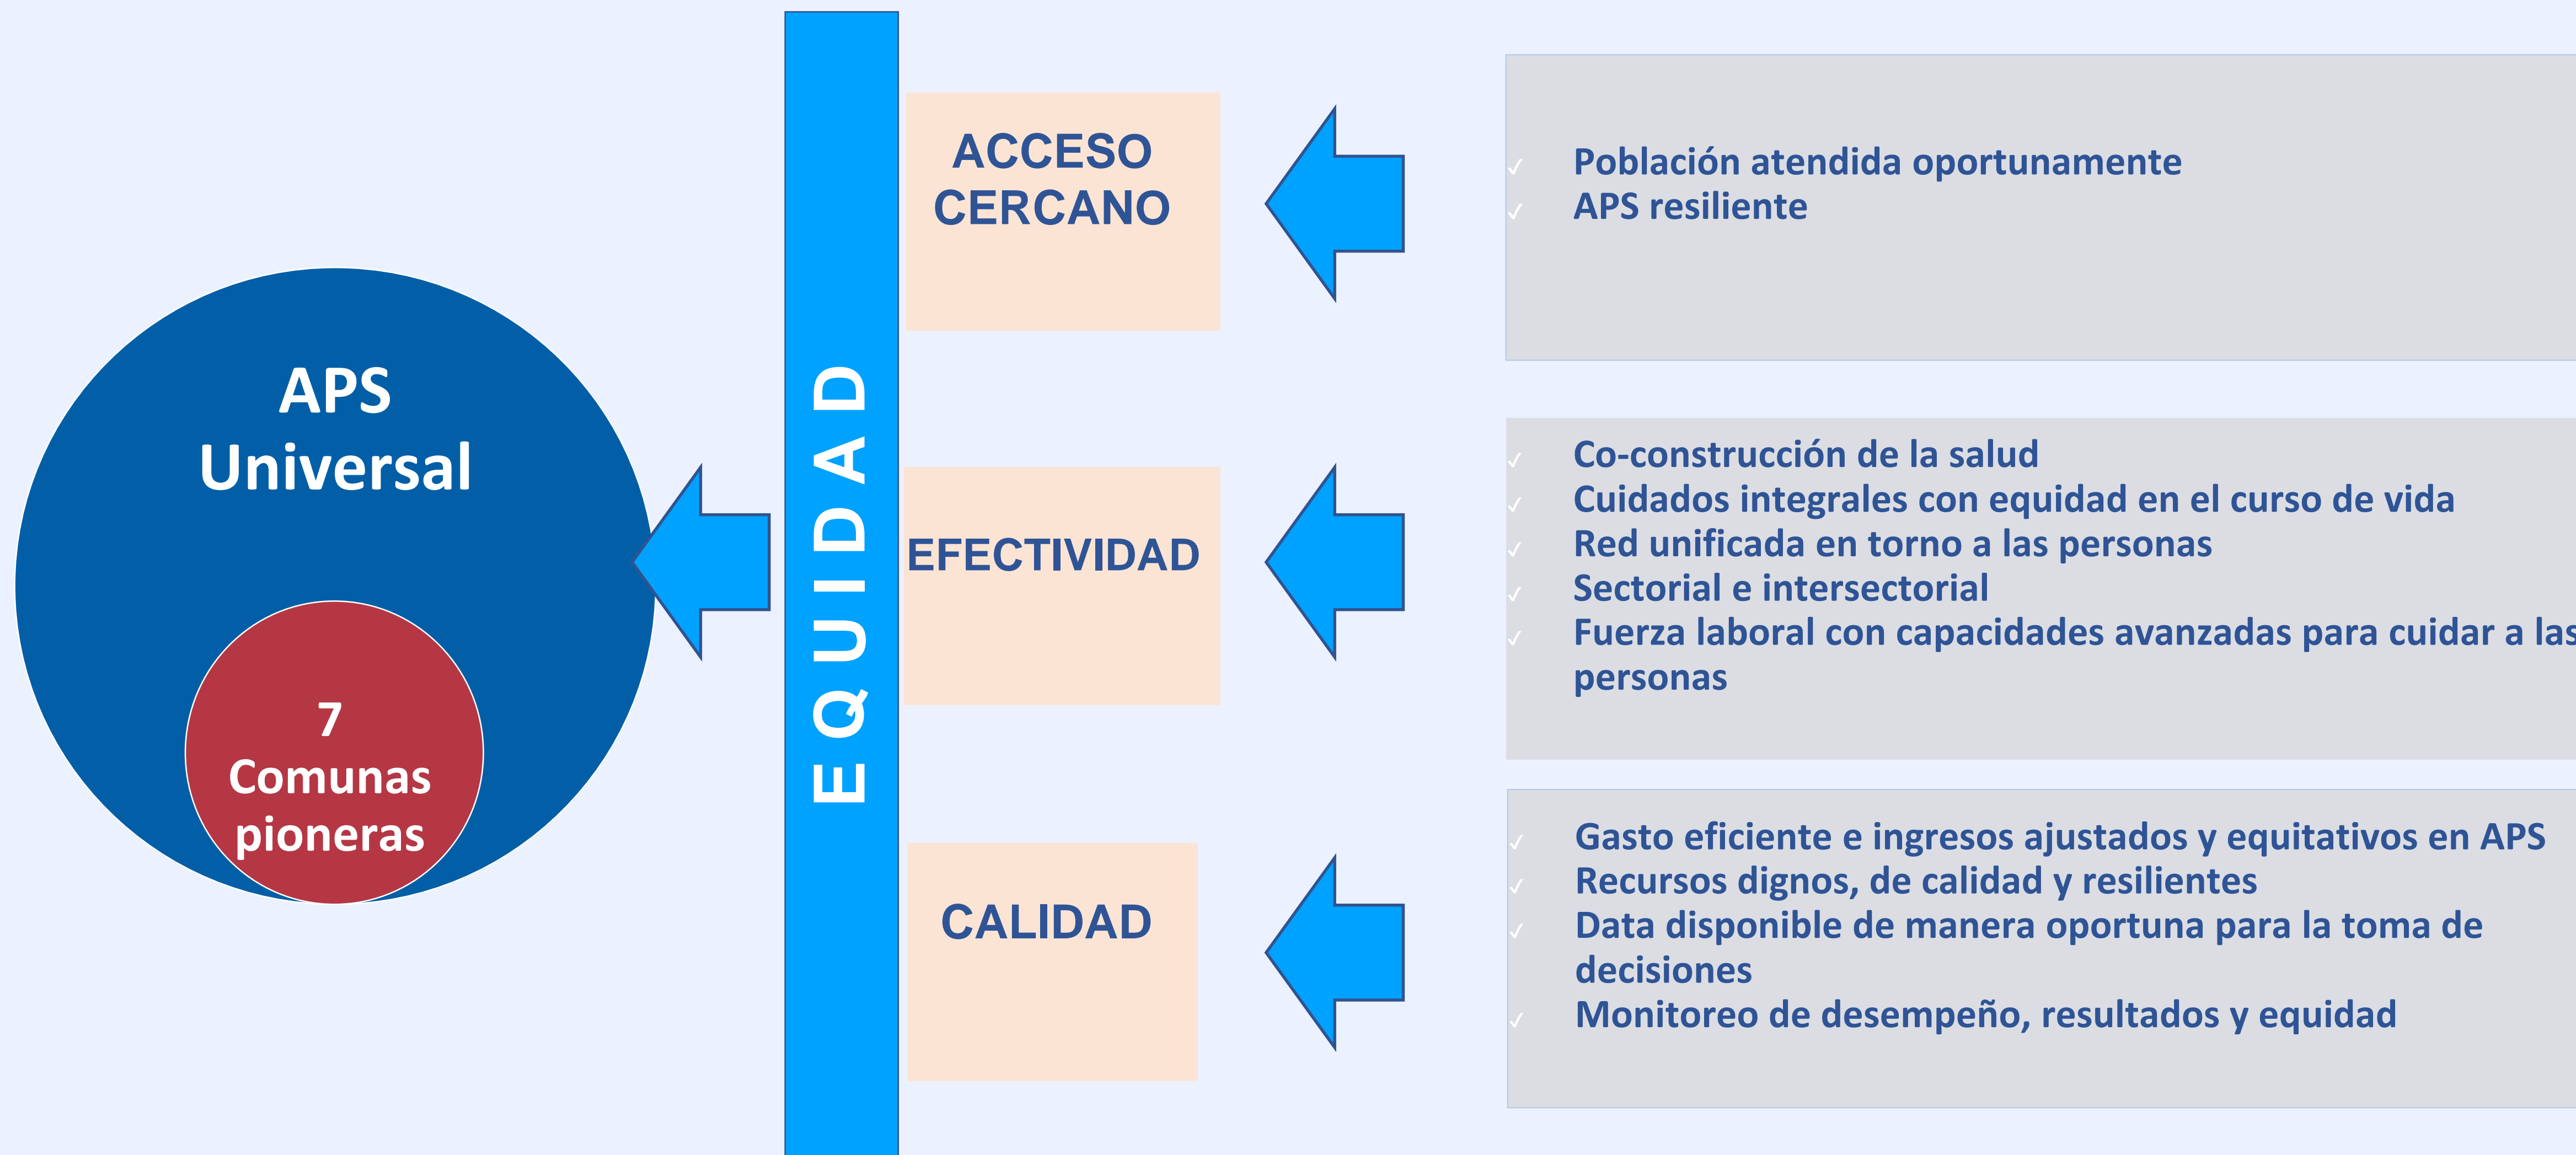 APS
Universal
7
Comunas
pioneras
EQUIDAD
ACCESO
CERCANO
✓ Población atendida oportunamente
✓ APS resiliente
EFECTIVIDAD
✓ Co-construcción de la salud
✓ Cuidados integrales con equidad en el curso de vida
✓ Red unificada en torno a las personas
✓ Sectorial e intersectorial
✓ Fuerza laboral con capacidades avanzadas para cuidar a las
personas
CALIDAD
✓ Gasto eficiente e ingresos ajustados y equitativos en APS
✓ Recursos dignos, de calidad y resilientes
✓ Data disponible de manera oportuna para la toma de
decisiones
✓ Monitoreo de desempeño, resultados y equidad